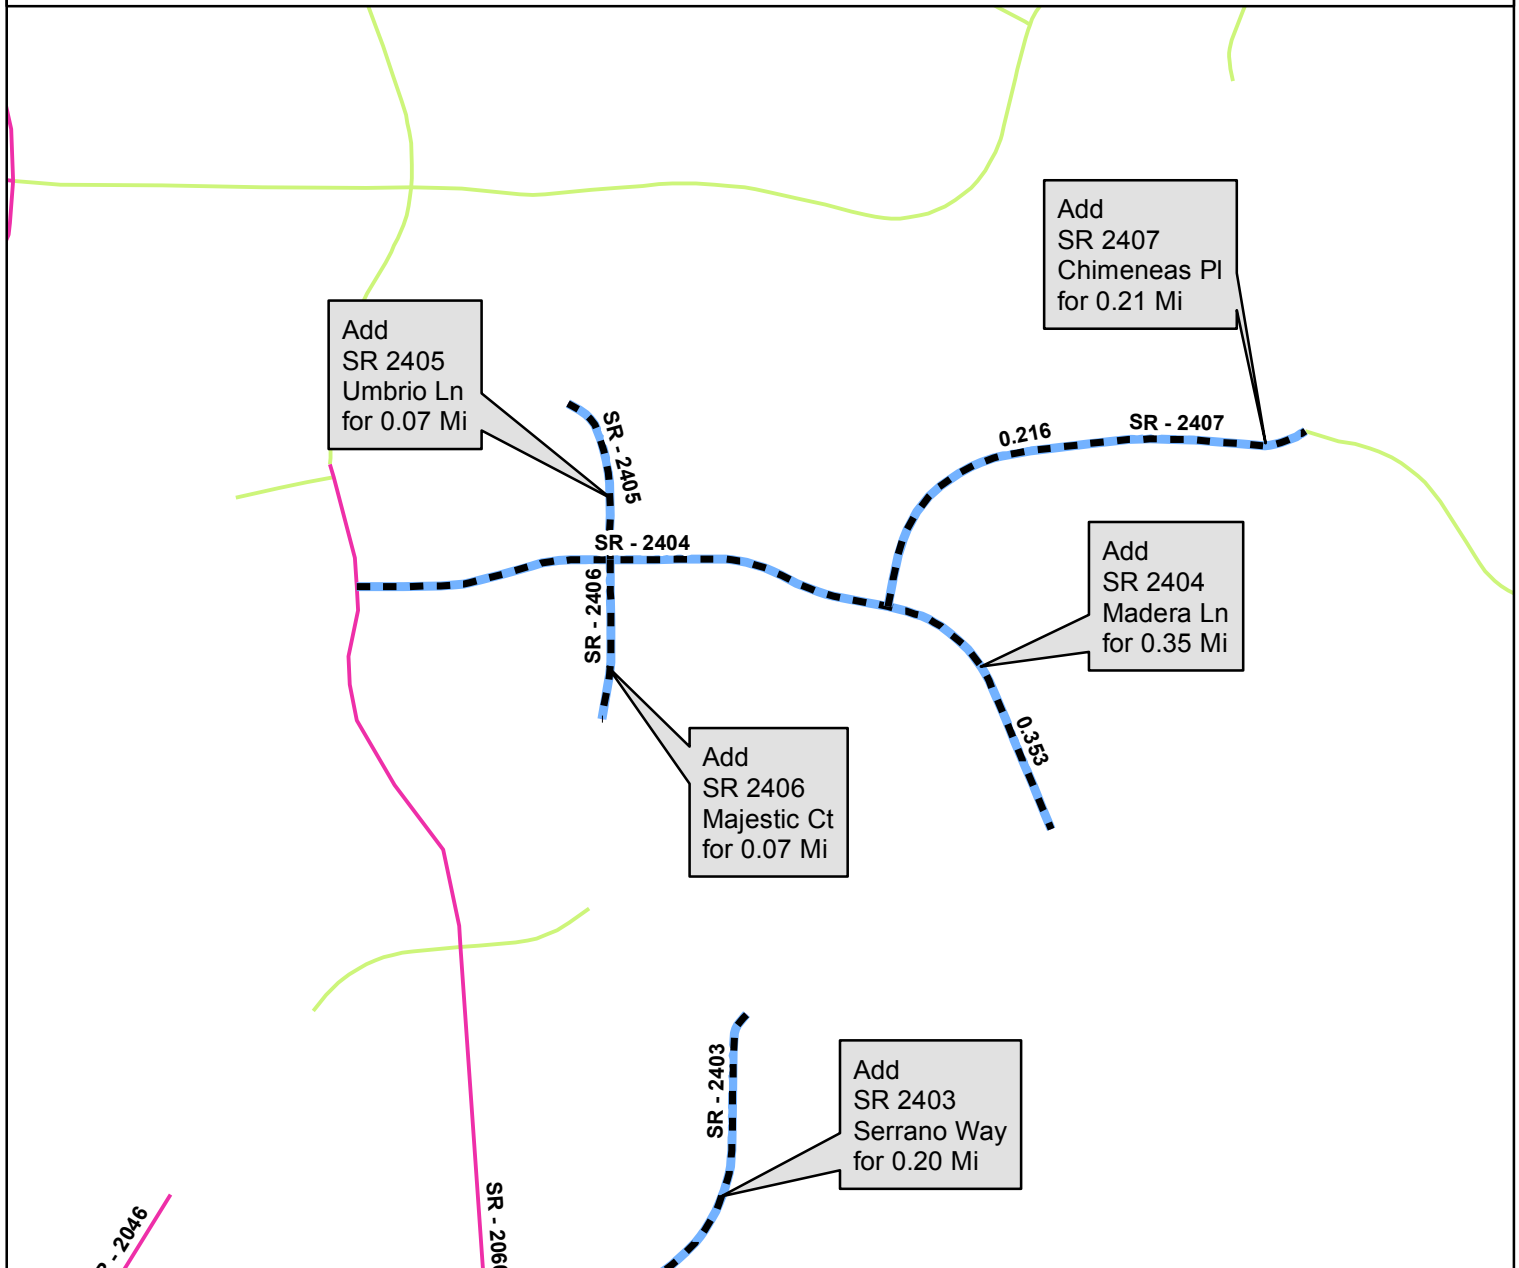 Add
SR 2407
Chimeneas Pl
for 0.21 Mi
Add
SR 2405
Umbrio Ln
for 0.07 Mi
SR - 2405
0.216
SR - 2407
SR - 2404
SR - 2406
Add
SR 2404
Madera Ln
for 0.35 Mi
0.353
Add
SR 2406
Majestic Ct
for 0.07 Mi
SR - 2403
Add
SR 2403
Serrano Way
for 0.20 Mi
SR - 2060
- 2046